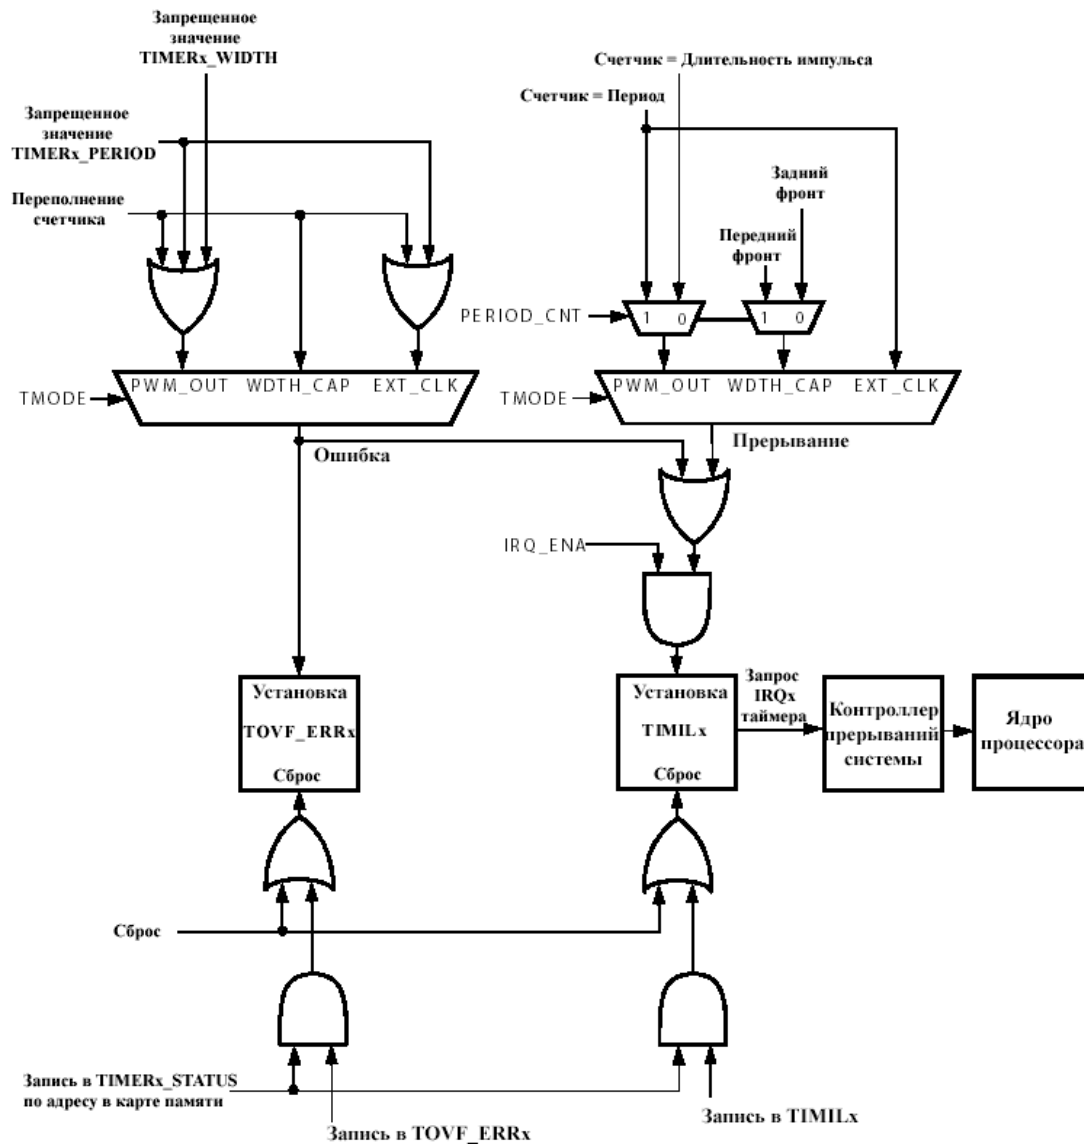 Запрещенное
значение
TIMERx_WIDTH
Счетчик = Длительность импульса
Счетчик = Период
Запрещенное
значение
TIMERx_PERIOD
Задний
фронт
Переполнение
счетчика
Передний
фронт
PERIOD_CNT
1 0
1 0
TMODE
PWM_OUT WDTH_CAP EXT_CLK
TMODE
PWM_OUT WDTH_CAP EXT_CLK
Ошибка
Прерывание
IRQ_ENA
Установка
TOVF_ERRx
Сброс
Установка
TIMILx
Сброс
Запрос
IRQx
таймера
Контроллер
прерываний
системы
Ядро
процессора
Сброс
Запись в TIMERx_STATUS
по адресу в карте памяти
Запись в TOVF_ERRx
Запись в TIMILx